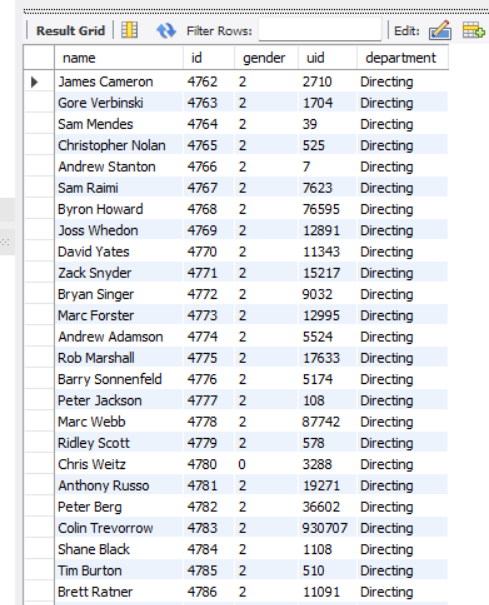 Result Grid Filter Rows: Edit:
name id gender uid department
James Cameron 4762 2 2710 Directing
Gore Verbinski 4763 2 1704 Directing
Sam Mendes 4764 2 39 Directing
Christopher Nolan 4765 2 525 Directing
Andrew Stanton 4766 2 7 Directing
Sam Raimi 4767 2 7623 Directing
Byron Howard 4768 2 76595 Directing
Joss Whedon 4769 2 12891 Directing
David Yates 4770 2 11343 Directing
Zack Snyder 4771 2 15217 Directing
Bryan Singer 4772 2 9032 Directing
Marc Forster 4773 2 12995 Directing
Andrew Adamson 4774 2 5524 Directing
Rob Marshall 4775 2 17633 Directing
Barry Sonnenfeld 4776 2 5174 Directing
Peter Jackson 4777 2 108 Directing
Marc Webb 4778 2 87742 Directing
Ridley Scott 4779 2 578 Directing
Chris Weitz 4780 0 3288 Directing
Anthony Russo 4781 2 19271 Directing
Peter Berg 4782 2 36602 Directing
Colin Trevorrow 4783 2 930707 Directing
Shane Black 4784 2 1108 Directing
Tim Burton 4785 2 510 Directing
Brett Ratner 4786 2 11091 Directing